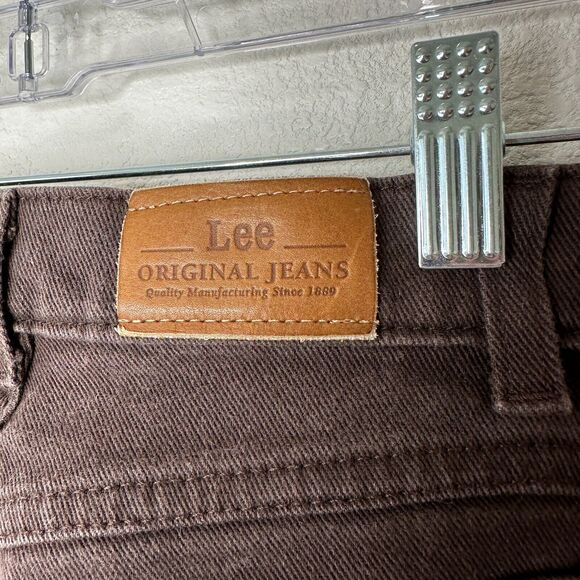 Lee
ORIGINAL JEANS
Quality Manufacturing Since 1889